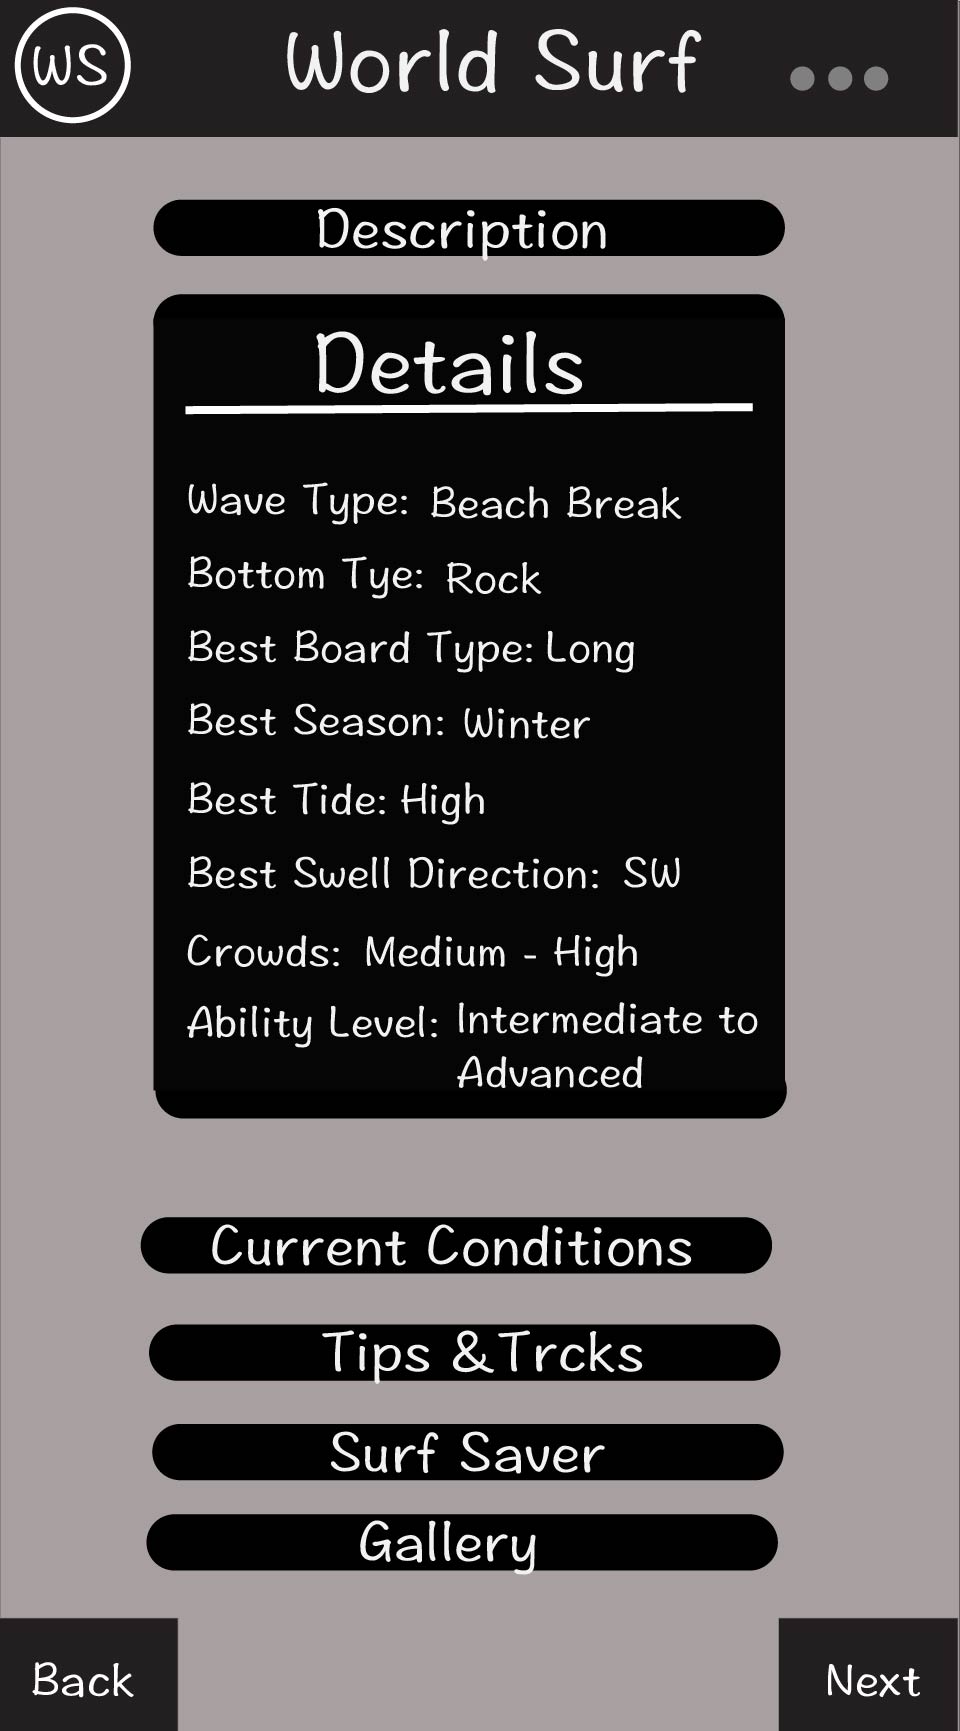 WS
World Surf
Description
Details
Wave Type: Beach Break
Bottom Tye: Rock
Best Board Type: Long
Best Season: Winter
Best Tide: High
Best Swell Direction: SW
Crowds: Medium - High
Ability Level: Intermediate to
Advanced
Current Conditions
Tips &Trcks
Surf Saver
Gallery
Back
Next